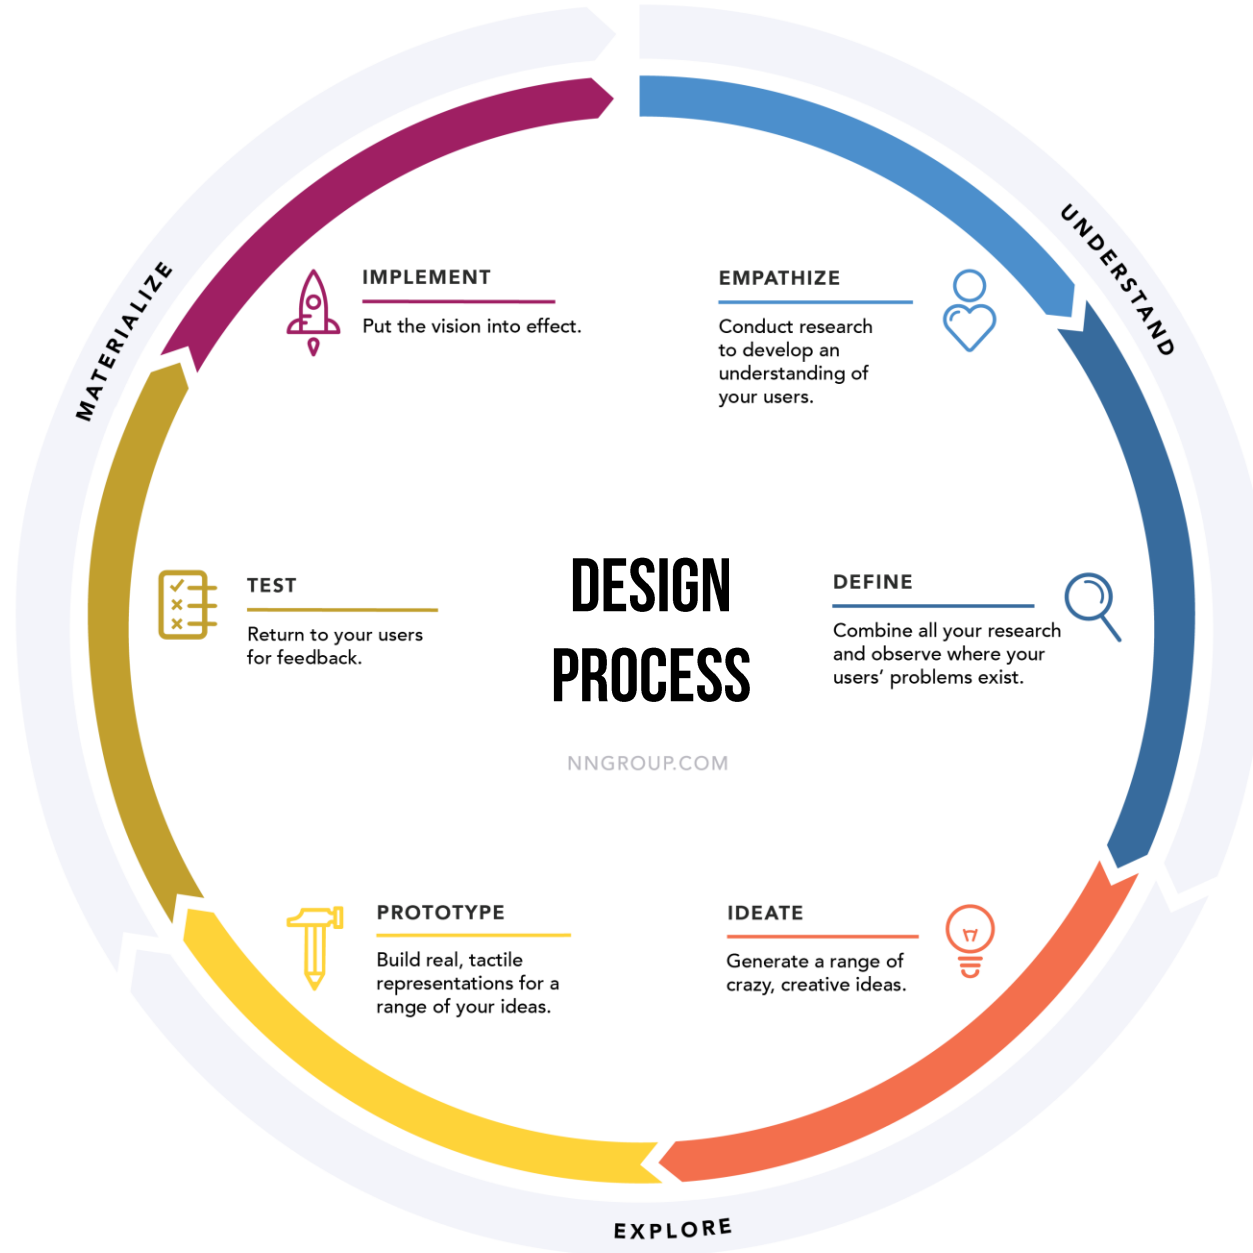 UNDERSTAND
EMPATHIZE
Conduct research
to develop an
understanding of
your users.
DEFINE
Combine all your research
and observe where your
users’ problems exist.
EXPLORE
IDEATE
Generate a range of
crazy, creative ideas.
PROTOTYPE
Build real, tactile
representations for a
range of your ideas.
MATERIALIZE
TEST
Return to your users
for feedback.
IMPLEMENT
Put the vision into effect.
DESIGN
PROCESS
NNGROUP.COM